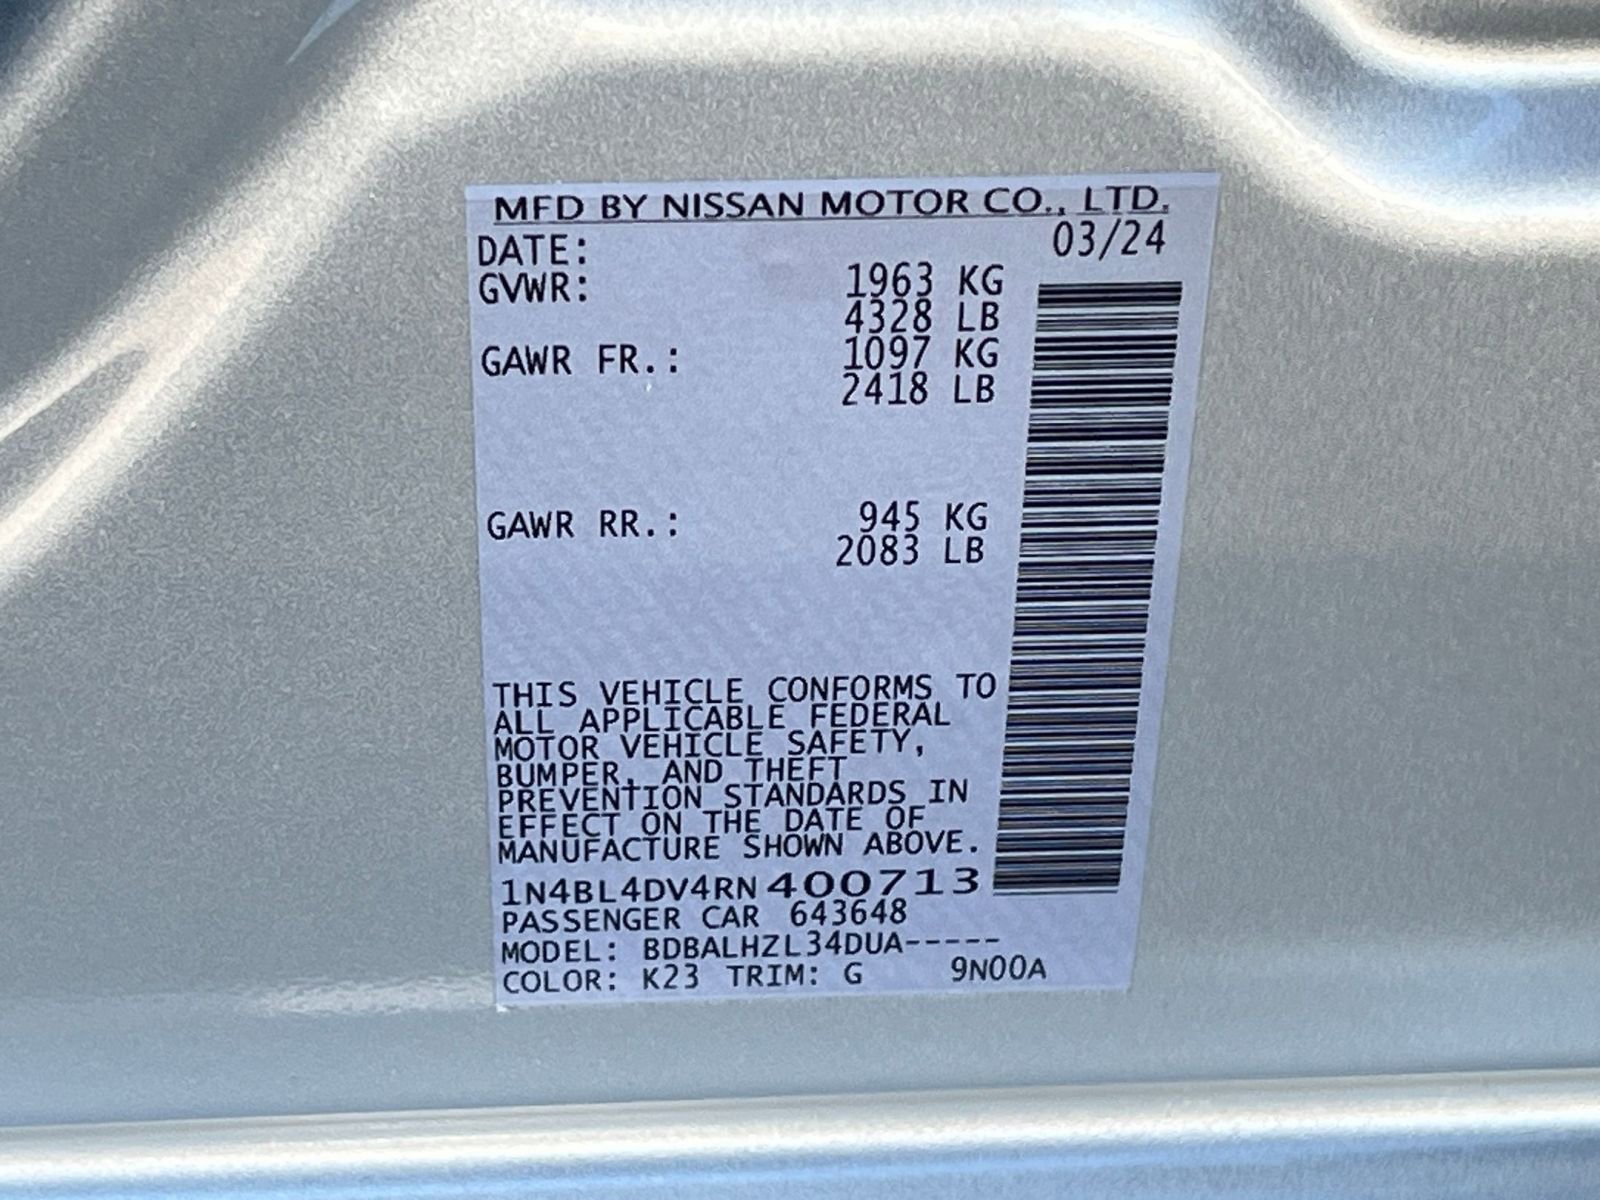 MFD BY NISSAN MOTOR CO., LTD.
DATE: 03/24
GVWR: 1963 KG
4328 LB
GAWR FR.: 1097 KG
2418 LB
GAWR RR.: 945 KG
2083 LB
THIS VEHICLE CONFORMS TO
ALL APPLICABLE FEDERAL
MOTOR VEHICLE SAFETY,
BUMPER, AND THEFT
PREVENTION STANDARDS IN
EFFECT ON THE DATE OF
MANUFACTURE SHOWN ABOVE.
1N4BL4DV4RN400713
PASSENGER CAR 643648
MODEL: BDBALHZL34DUA-----
COLOR: K23 TRIM: G 9N00A